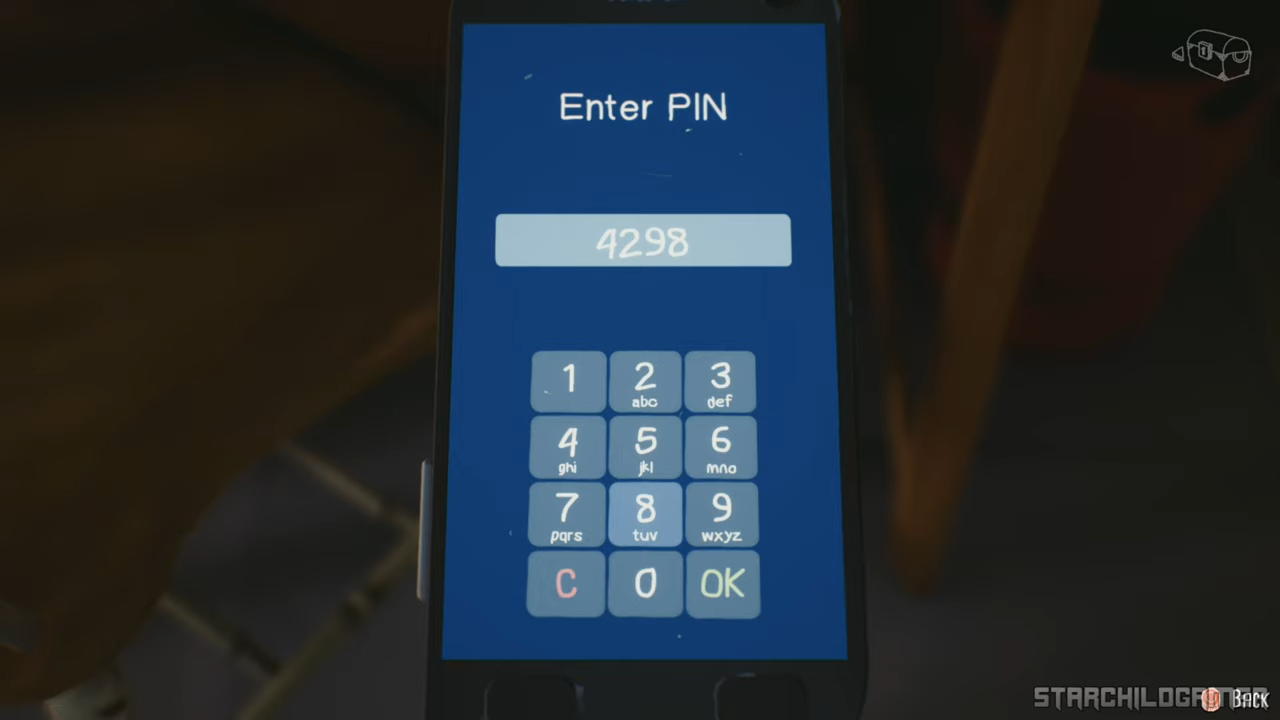 Enter PIN
4298
1 2 3
abc def
4 5 6
ghi jkl mno
7 8 9
pqrs tuv wxyz
C 0 OK
Back